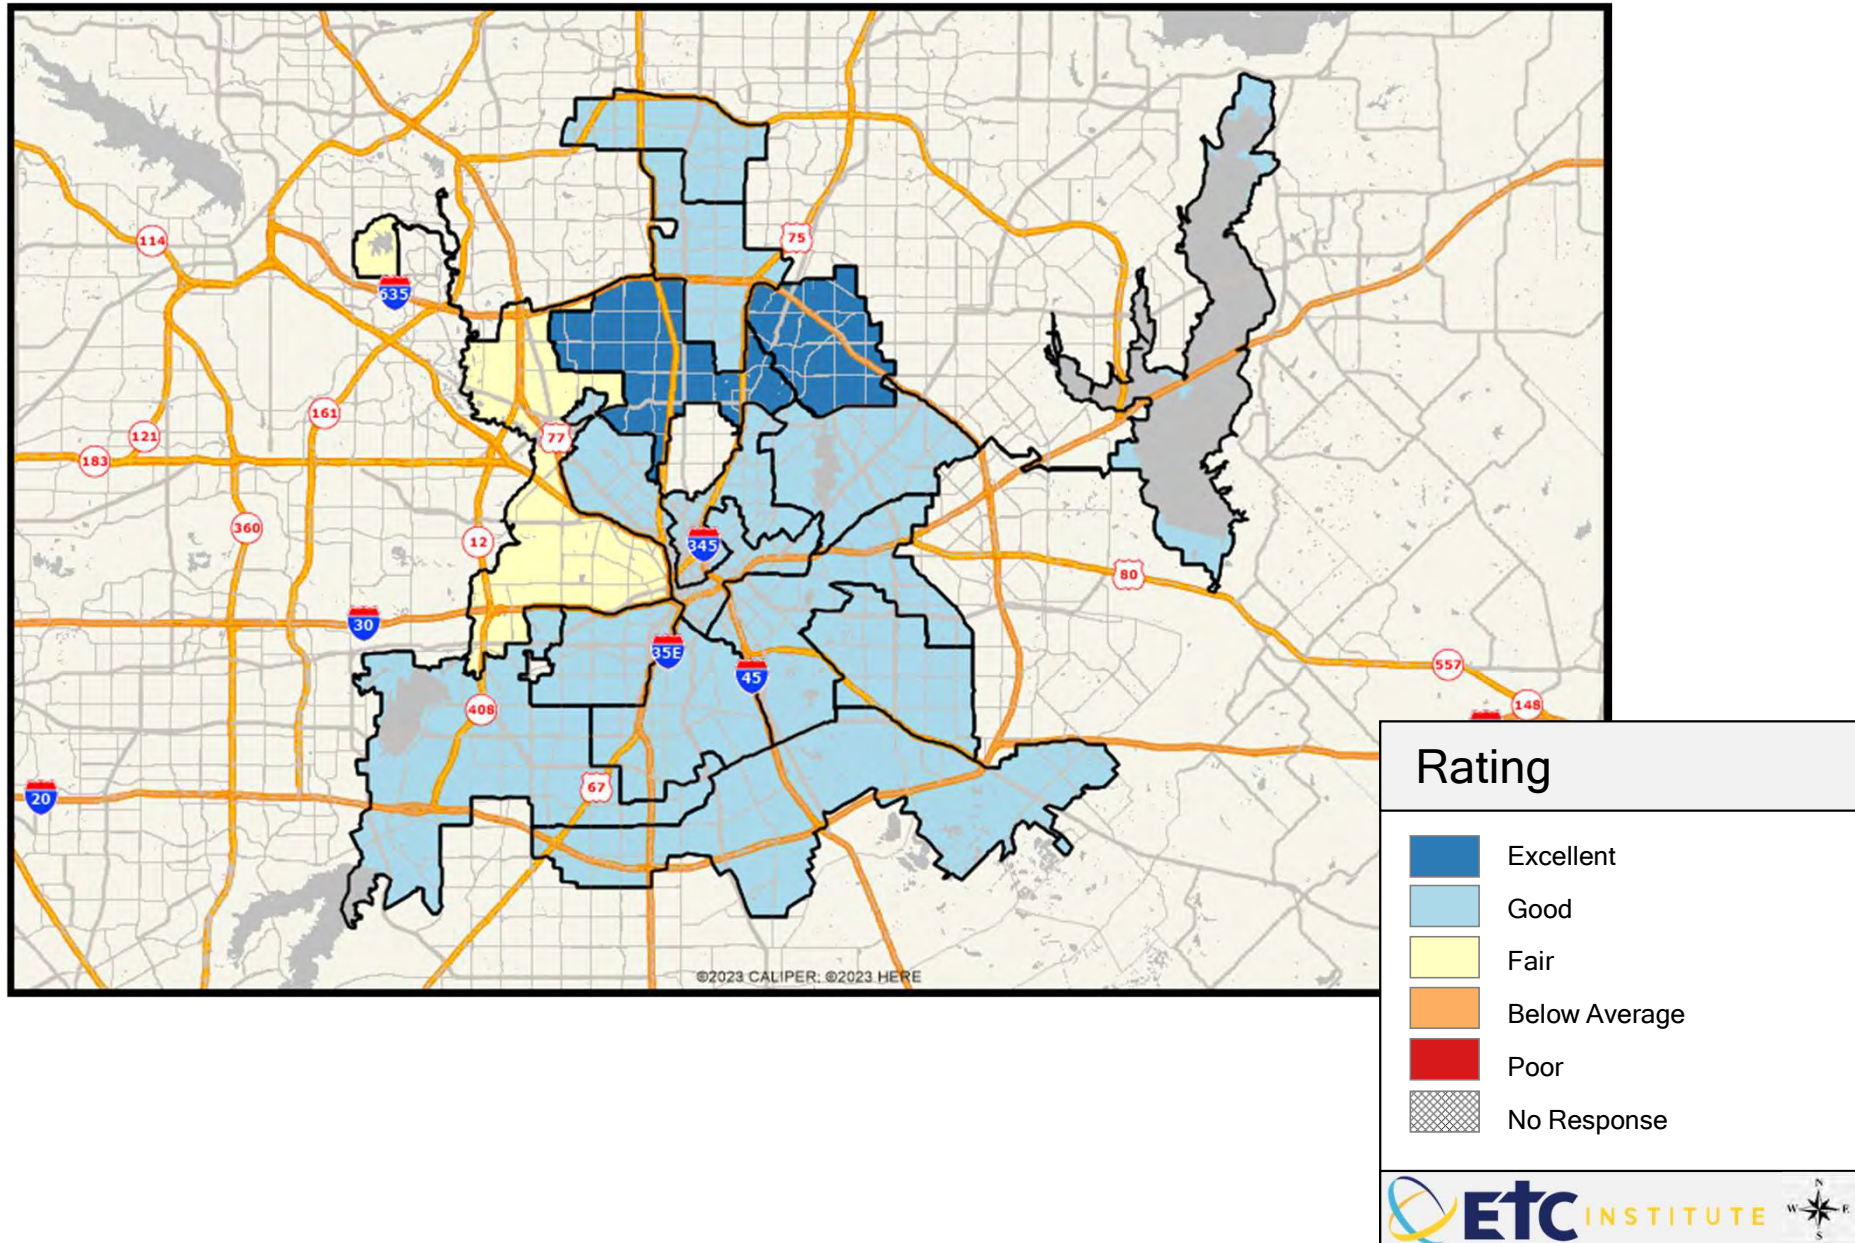 75
114
635
161
121
77
183
360
12
345
80
30
35E
45
557
408
148
67
20
©2023 CALIPER; ©2023 HERE
Rating
Excellent
Good
Fair
Below Average
Poor
No Response
N
W E
S
ETC INSTITUTE